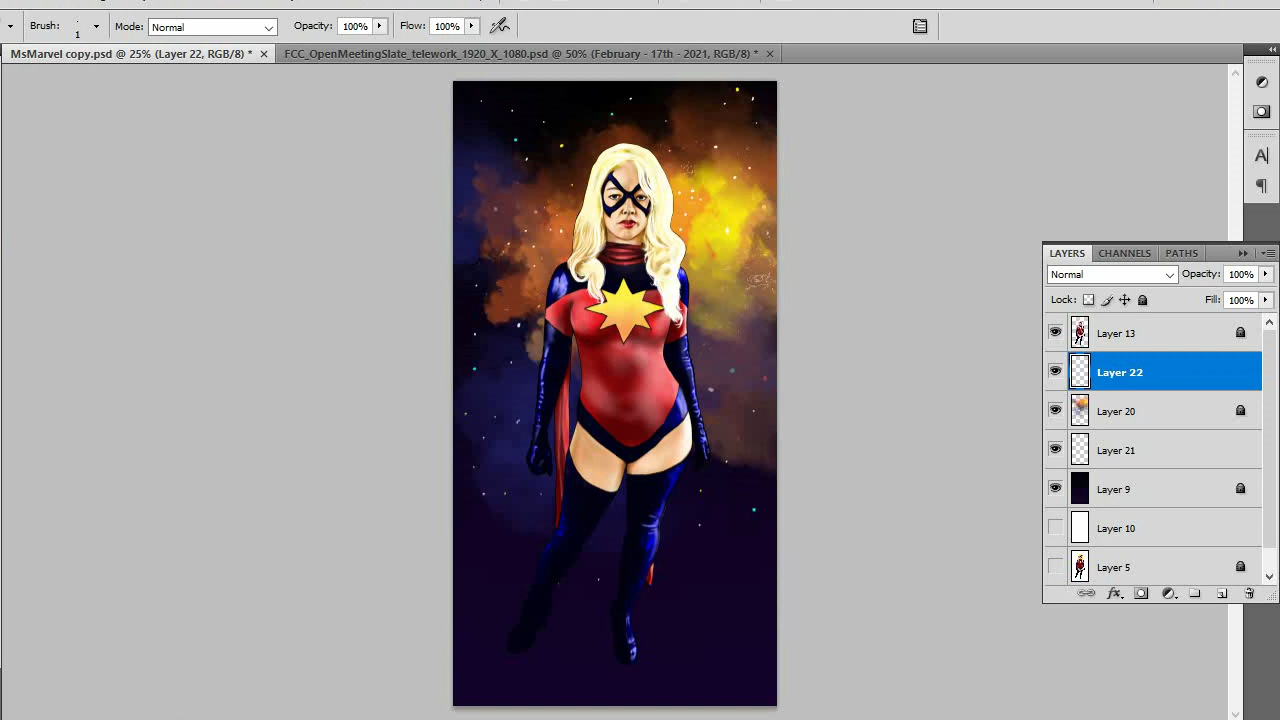 Brush: 1 Mode: Normal Opacity: 100% Flow: 100%
MsMarvel copy.psd @ 25% (Layer 22, RGB/8) * × FCC_OpenMeetingSlate_telework_1920_X_1080.psd @ 50% (February - 17th - 2021, RGB/8) * ×
A
LAYERS CHANNELS PATHS
Normal Opacity: 100%
Lock: Fill: 100%
Layer 13
Layer 22
Layer 20
Layer 21
Layer 9
Layer 10
Layer 5
fx